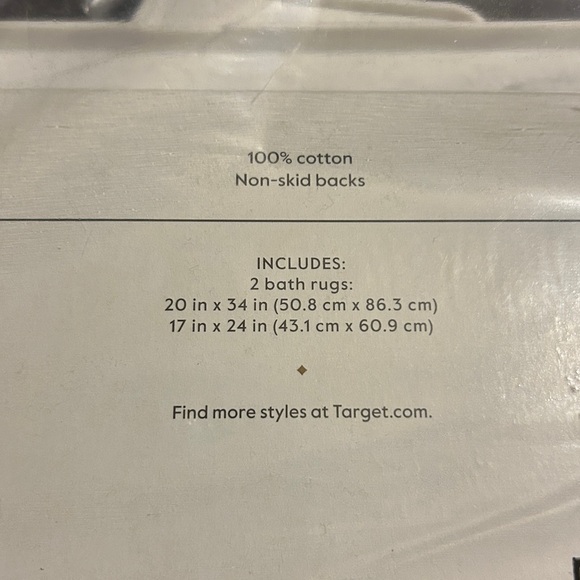 100% cotton
Non-skid backs
INCLUDES:
2 bath rugs:
20 in x 34 in (50.8 cm x 86.3 cm)
17 in x 24 in (43.1 cm x 60.9 cm)
Find more styles at Target.com.